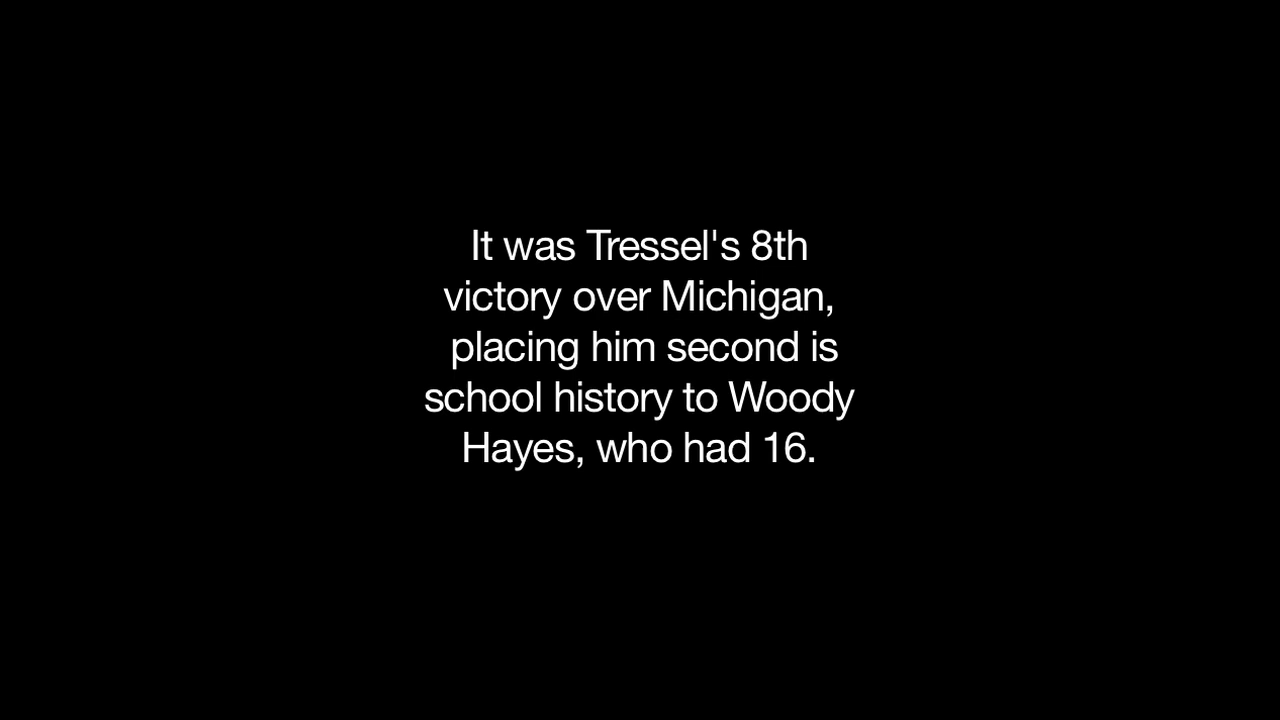 It was Tressel's 8th
victory over Michigan,
placing him second is
school history to Woody
Hayes, who had 16.